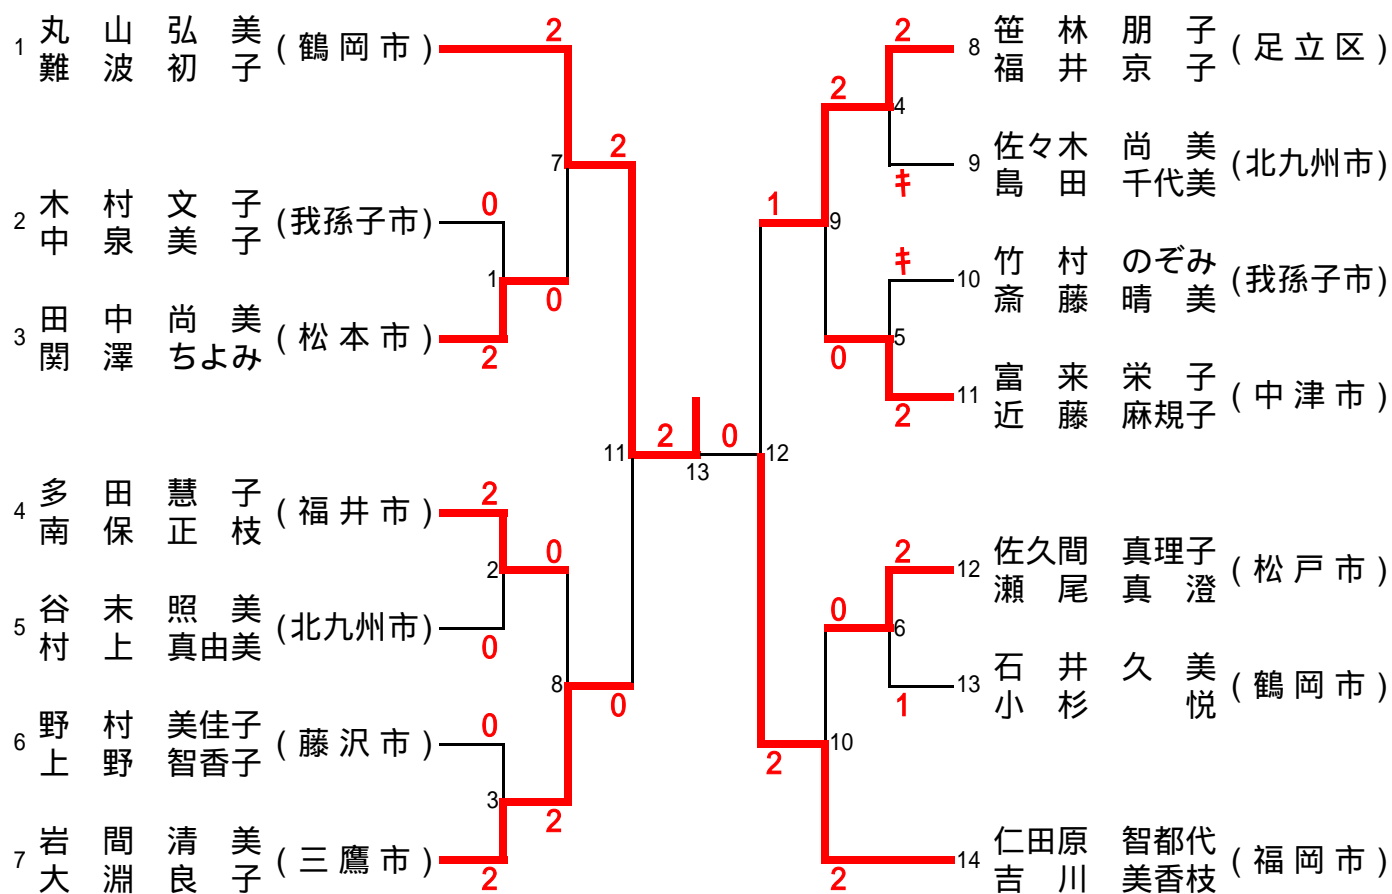 1 丸山弘美 (鶴岡市) 2
難波初子
7 2
2 木村文子 (我孫子市) 0
中泉美子
1 0
3 田中尚美 (松本市) 2
関澤ちよみ
11 2
13
4 多田慧子 (福井市) 2
南保正枝
2 0
5 谷末照美 (北九州市) 0
村上真由美
8 0
6 野村美佳子 (藤沢市) 0
上野智香子
3 2
7 岩間清美 (三鷹市) 2
大淵良子
2 8 笹林朋子 (足立区)
福井京子
2 4
キ 9 佐々木尚美 (北九州市)
島田千代美
1 9
キ 10 竹村のぞみ (我孫子市)
斎藤晴美
0 5
2 11 富来栄子 (中津市)
近藤麻規子
0 12
2 12 佐久間真理子 (松戸市)
瀬尾真澄
0 6
1 13 石井久美 (鶴岡市)
小杉悦
2 10
2 14 仁田原智都代 (福岡市)
吉川美香枝